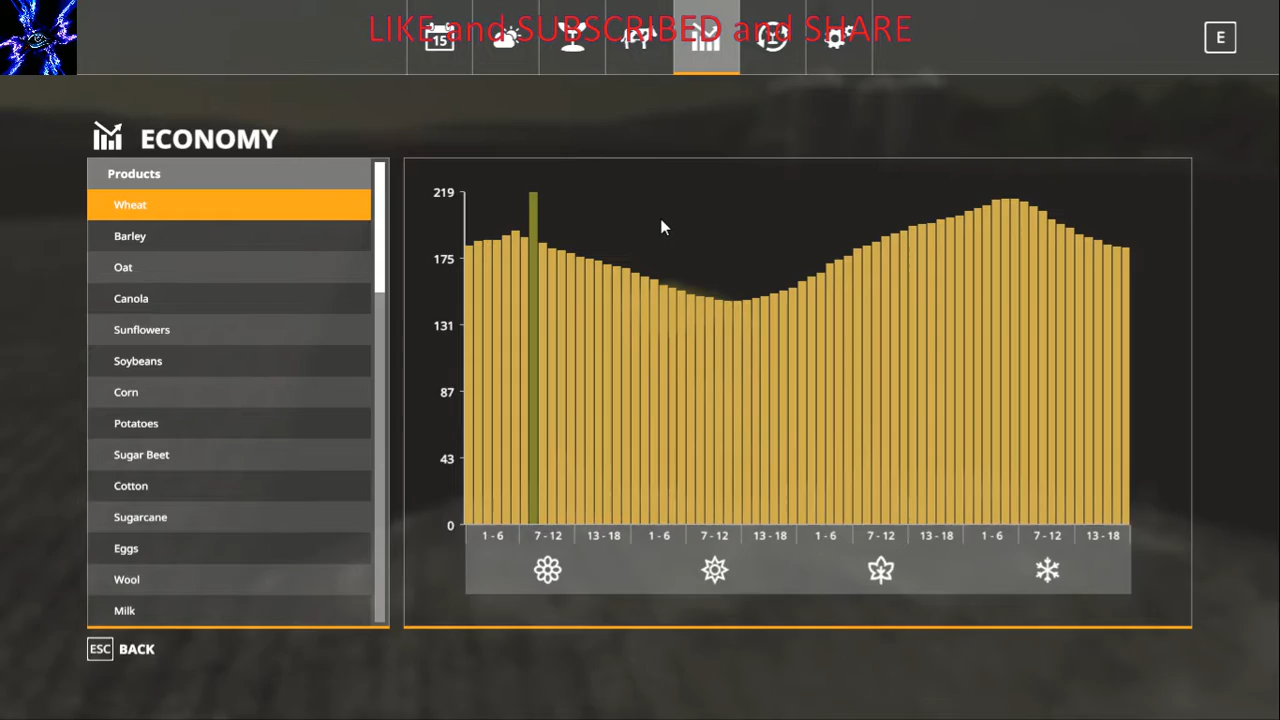 LIKE and SUBSCRIBED and SHARE
15
E
ECONOMY
Products
Wheat
Barley
Oat
Canola
Sunflowers
Soybeans
Corn
Potatoes
Sugar Beet
Cotton
Sugarcane
Eggs
Wool
Milk
219
175
131
87
43
0
1 - 6 7 - 12 13 - 18 1 - 6 7 - 12 13 - 18 1 - 6 7 - 12 13 - 18 1 - 6 7 - 12 13 - 18
ESC BACK